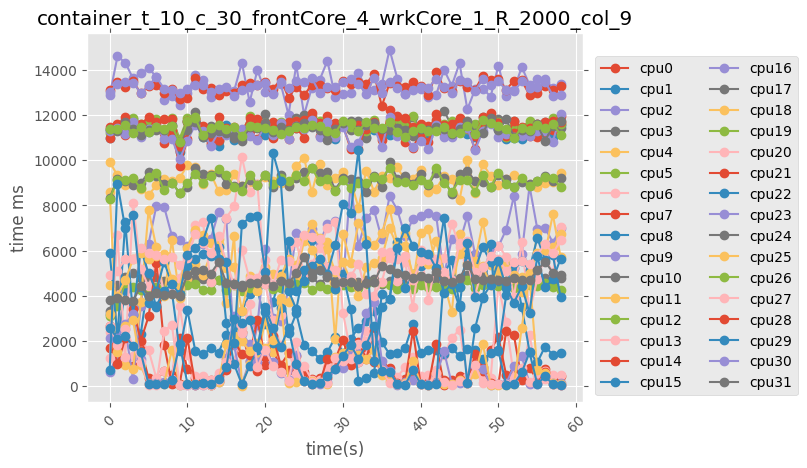 container_t_10_c_30_frontCore_4_wrkCore_1_R_2000_col_9
time ms
14000
12000
10000
8000
6000
4000
2000
0
0
10
20
30
40
50
60
time(s)
cpu0
cpu1
cpu2
cpu3
cpu4
cpu5
cpu6
cpu7
cpu8
cpu9
cpu10
cpu11
cpu12
cpu13
cpu14
cpu15
cpu16
cpu17
cpu18
cpu19
cpu20
cpu21
cpu22
cpu23
cpu24
cpu25
cpu26
cpu27
cpu28
cpu29
cpu30
cpu31